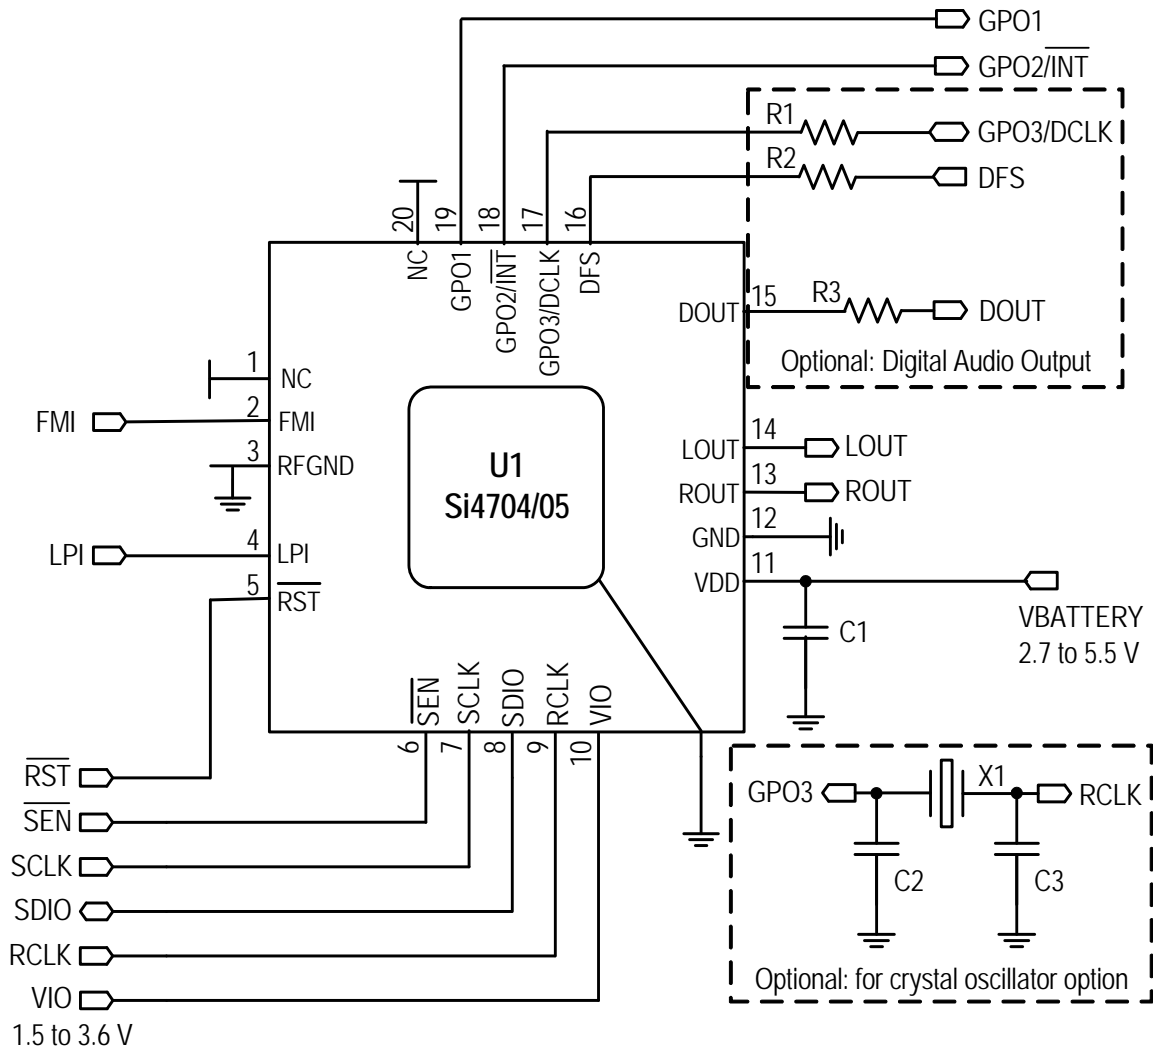 GPO1
GPO2/INT
R1
GPO3/DCLK
R2
DFS
20
19
18
17
16
NC
GPO1
GPO2/INT
GPO3/DCLK
DFS
DOUT
15
R3
DOUT
Optional: Digital Audio Output
1
NC
FMI
2
FMI
3
RFGND
U1
Si4704/05
LOUT
14
LOUT
ROUT
13
ROUT
GND
12
LPI
4
LPI
VDD
11
5
RST
VBATTERY
2.7 to 5.5 V
C1
SEN
SCLK
SDIO
RCLK
VIO
6
7
8
9
10
RST
SEN
SCLK
SDIO
RCLK
VIO
1.5 to 3.6 V
GPO3
X1
RCLK
C2
C3
Optional: for crystal oscillator option